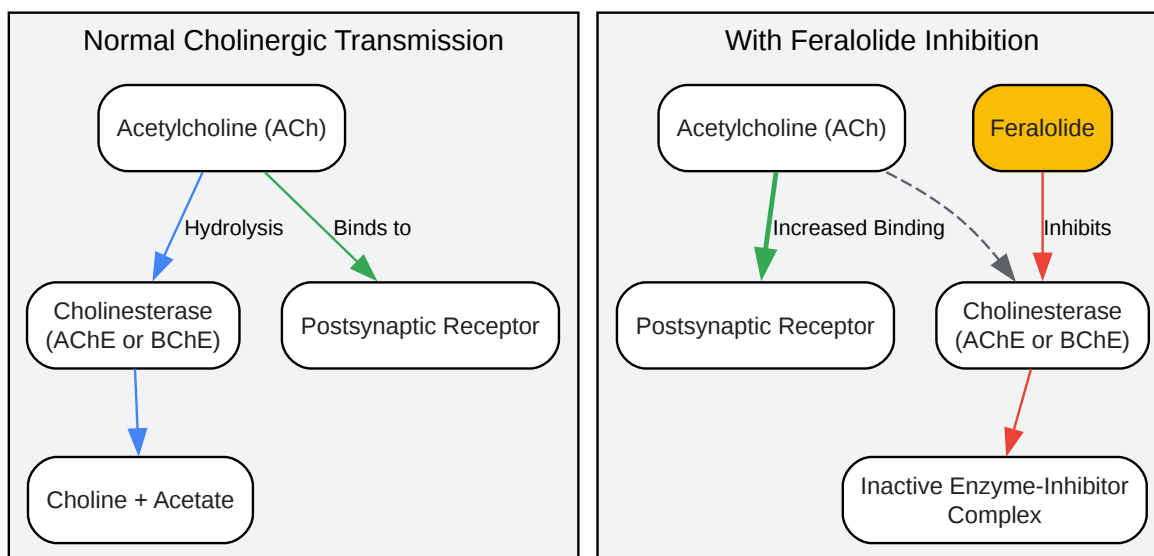 Normal Cholinergic Transmission
Acetylcholine (ACh)
Hydrolysis
Binds to
Cholinesterase
(AChE or BChE)
Postsynaptic Receptor
Choline + Acetate
With Feralolide Inhibition
Acetylcholine (ACh)
Feralolide
Increased Binding
Inhibits
Postsynaptic Receptor
Cholinesterase
(AChE or BChE)
Inactive Enzyme-Inhibitor
Complex